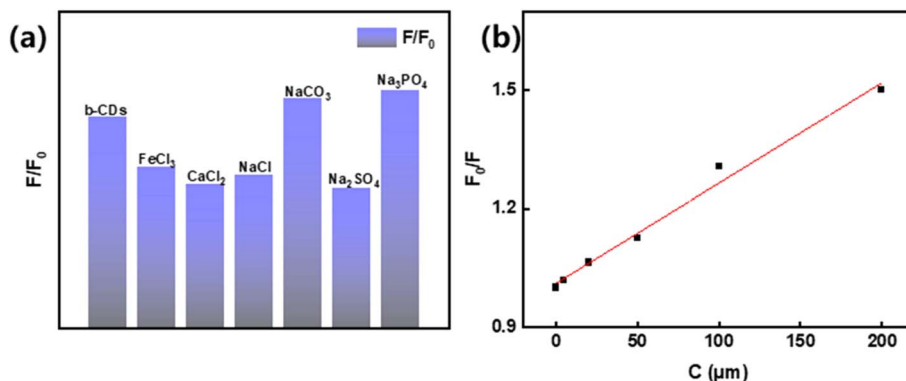 (a)
F/F₀
F/F₀
b-CDs
FeCl₃
CaCl₂
NaCl
NaCO₃
Na₂SO₄
Na₃PO₄
(b)
F₀/F
1.5
1.2
0.9
0 50 100 150 200
C (μm)